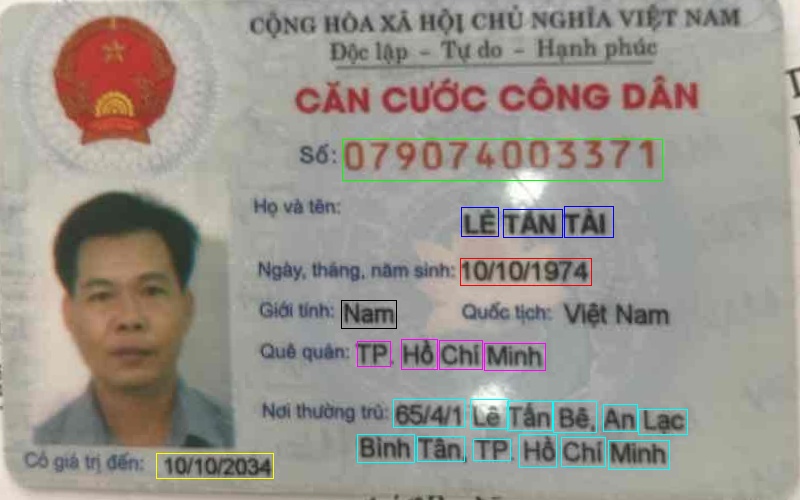 CỘNG HÒA XÃ HỘI CHỦ NGHĨA VIỆT NAM
Độc lập - Tự do - Hạnh phúc
CĂN CƯỚC CÔNG DÂN
Số: 079074003371
Họ và tên:
LÊ TẤN TÀI
Ngày, tháng, năm sinh: 10/10/1974
Giới tính: Nam Quốc tịch: Việt Nam
Quê quán: TP. Hồ Chí Minh
Nơi thường trú: 65/4/1 Lê Tấn Bê, An Lạc
Bình Tân, TP. Hồ Chí Minh
Có giá trị đến: 10/10/2034